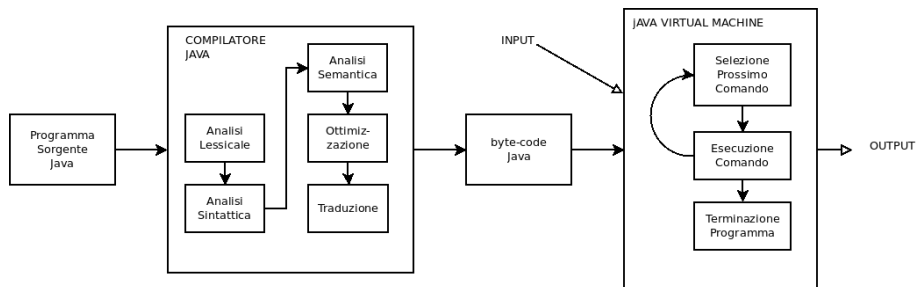 Programma
Sorgente
Java
COMPILATORE
JAVA
Analisi
Lessicale
Analisi
Sintattica
Analisi
Semantica
Ottimiz-
zazione
Traduzione
byte-code
Java
INPUT
JAVA VIRTUAL MACHINE
Selezione
Prossimo
Comando
Esecuzione
Comando
Terminazione
Programma
OUTPUT